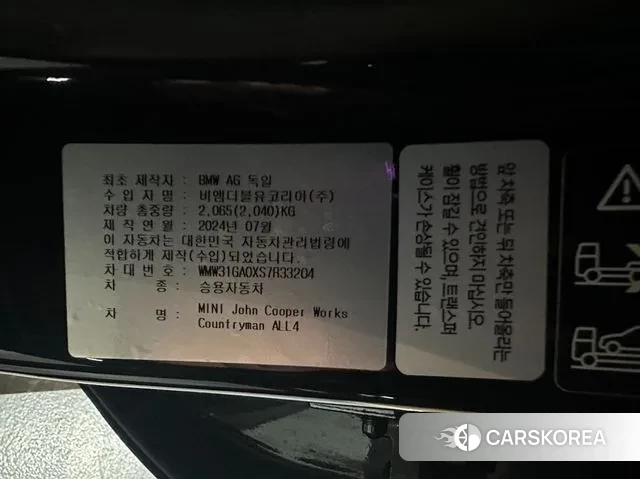 최초 제작자 : BMW AG 독일
수 입 자 명 : 비엠더블유코리아(주)
차량 총중량 : 2,065(2,040)KG
제 작 연 월 : 2024년 07월
이 자동차는 대한민국 자동차관리법령에
적합하게 제작(수입)되었습니다.
차 대 번 호 : WMW31GA0XS7R33204
차 종 : 승용자동차
차 명 : MINI John Cooper Works
Countryman ALL4
앞 차축 또는 뒤 차축만 들어올리는
방법으로 견인하지 마십시오.
휠이 잠길 수 있으며, 트랜스퍼
케이스가 손상될 수 있습니다.
CARSKOREA